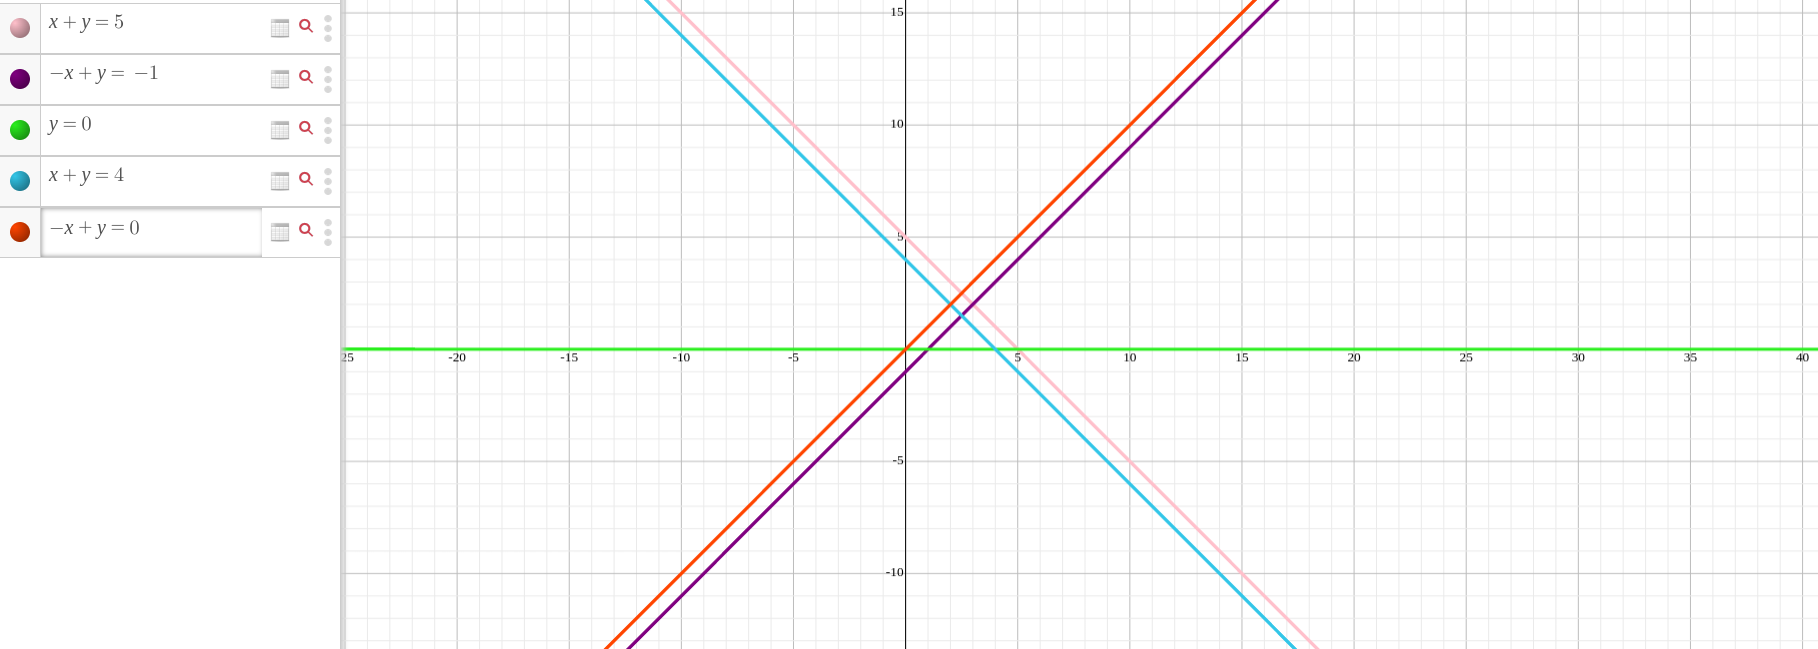 x + y = 5
−x + y = −1
y = 0
x + y = 4
−x + y = 0
15
10
5
25 -20 -15 -10 -5 5 10 15 20 25 30 35 40
-5
-10